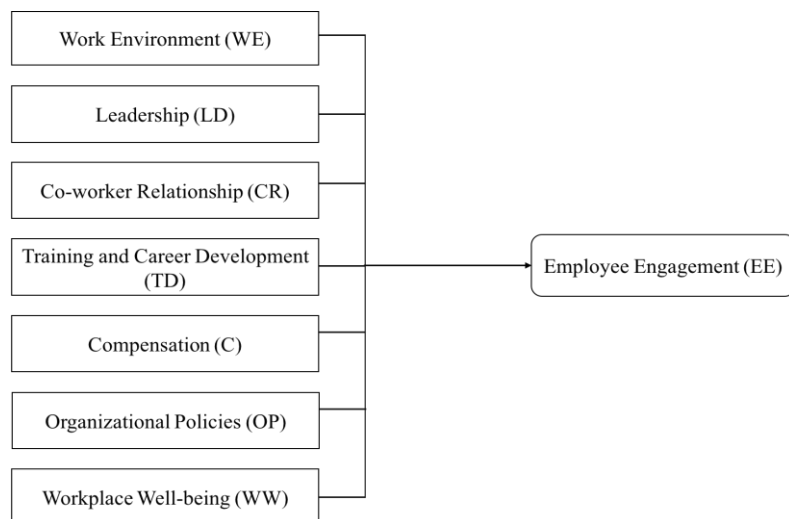 Work Environment (WE)
Leadership (LD)
Co-worker Relationship (CR)
Training and Career Development
(TD)
Employee Engagement (EE)
Compensation (C)
Organizational Policies (OP)
Workplace Well-being (WW)